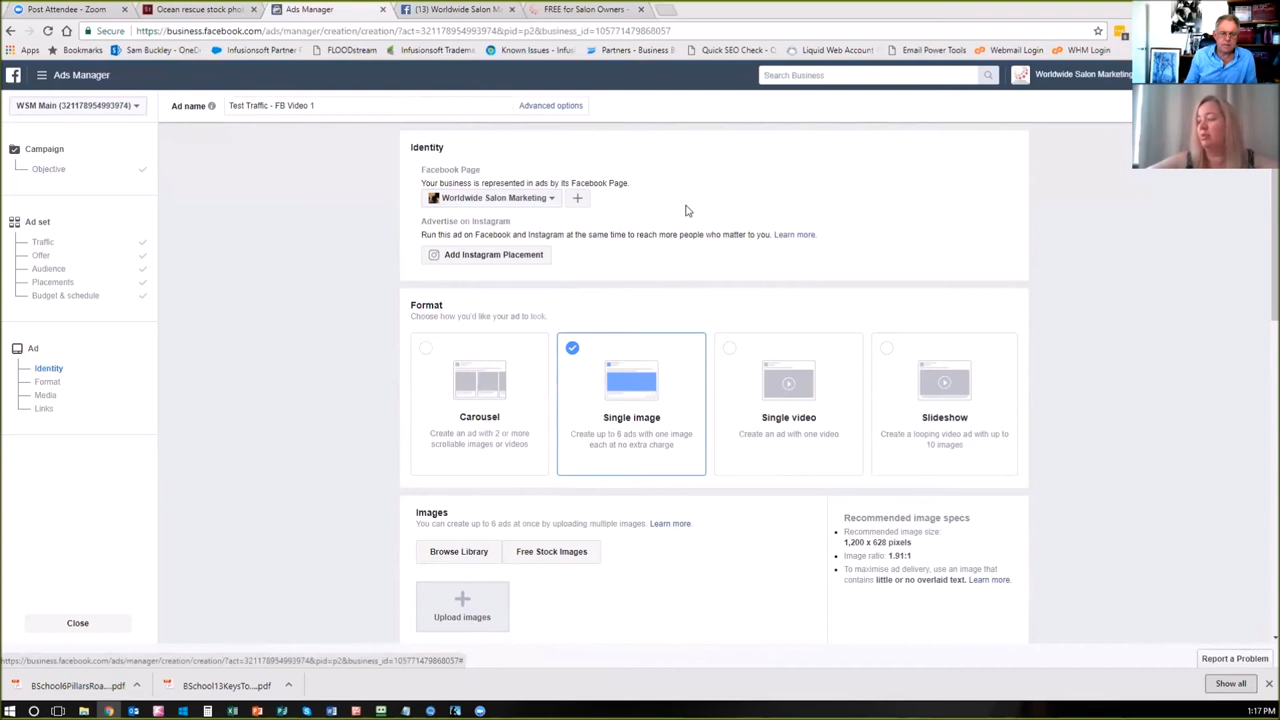 Post Attendee - Zoom
Ocean rescue stock phot
Ads Manager
(13) Worldwide Salon M
FREE for Salon Owners -
Secure
https://business.facebook.com/ads/manager/creation/creation/?act=321178954993974&pid=p2&business_id=105771479868057
Apps
Bookmarks
Sam Buckley - OneD
Infusionsoft Partner
FLOODstream
Infusionsoft Tradem
Known Issues - Infus
Partners - Business B
Quick SEO Check - C
Liquid Web Account
Email Power Tools
Webmail Login
WHM Login
Ads Manager
Search Business
Worldwide Salon Marketing
WSM Main (321178954993974)
Ad name
Test Traffic - FB Video 1
Advanced options
Campaign
Objective
Ad set
Traffic
Offer
Audience
Placements
Budget & schedule
Ad
Identity
Format
Media
Links
Close
Identity
Facebook Page
Your business is represented in ads by its Facebook Page.
Worldwide Salon Marketing
Advertise on Instagram
Run this ad on Facebook and Instagram at the same time to reach more people who matter to you. Learn more.
Add Instagram Placement
Format
Choose how you'd like your ad to look.
Carousel
Create an ad with 2 or more
scrollable images or videos
Single image
Create up to 6 ads with one image
each at no extra charge
Single video
Create an ad with one video
Slideshow
Create a looping video ad with up to
10 images
Images
You can create up to 6 ads at once by uploading multiple images. Learn more.
Browse Library
Free Stock Images
Upload images
Recommended image specs
Recommended image size:
1,200 x 628 pixels
Image ratio: 1.91:1
To maximise ad delivery, use an image that
contains little or no overlaid text. Learn more.
https://business.facebook.com/ads/manager/creation/creation/?act=321178954993974&pid=p2&business_id=105771479868057#
Report a Problem
BSchool6PillarsRoa....pdf
BSchool13KeysTo....pdf
Show all
1:17 PM